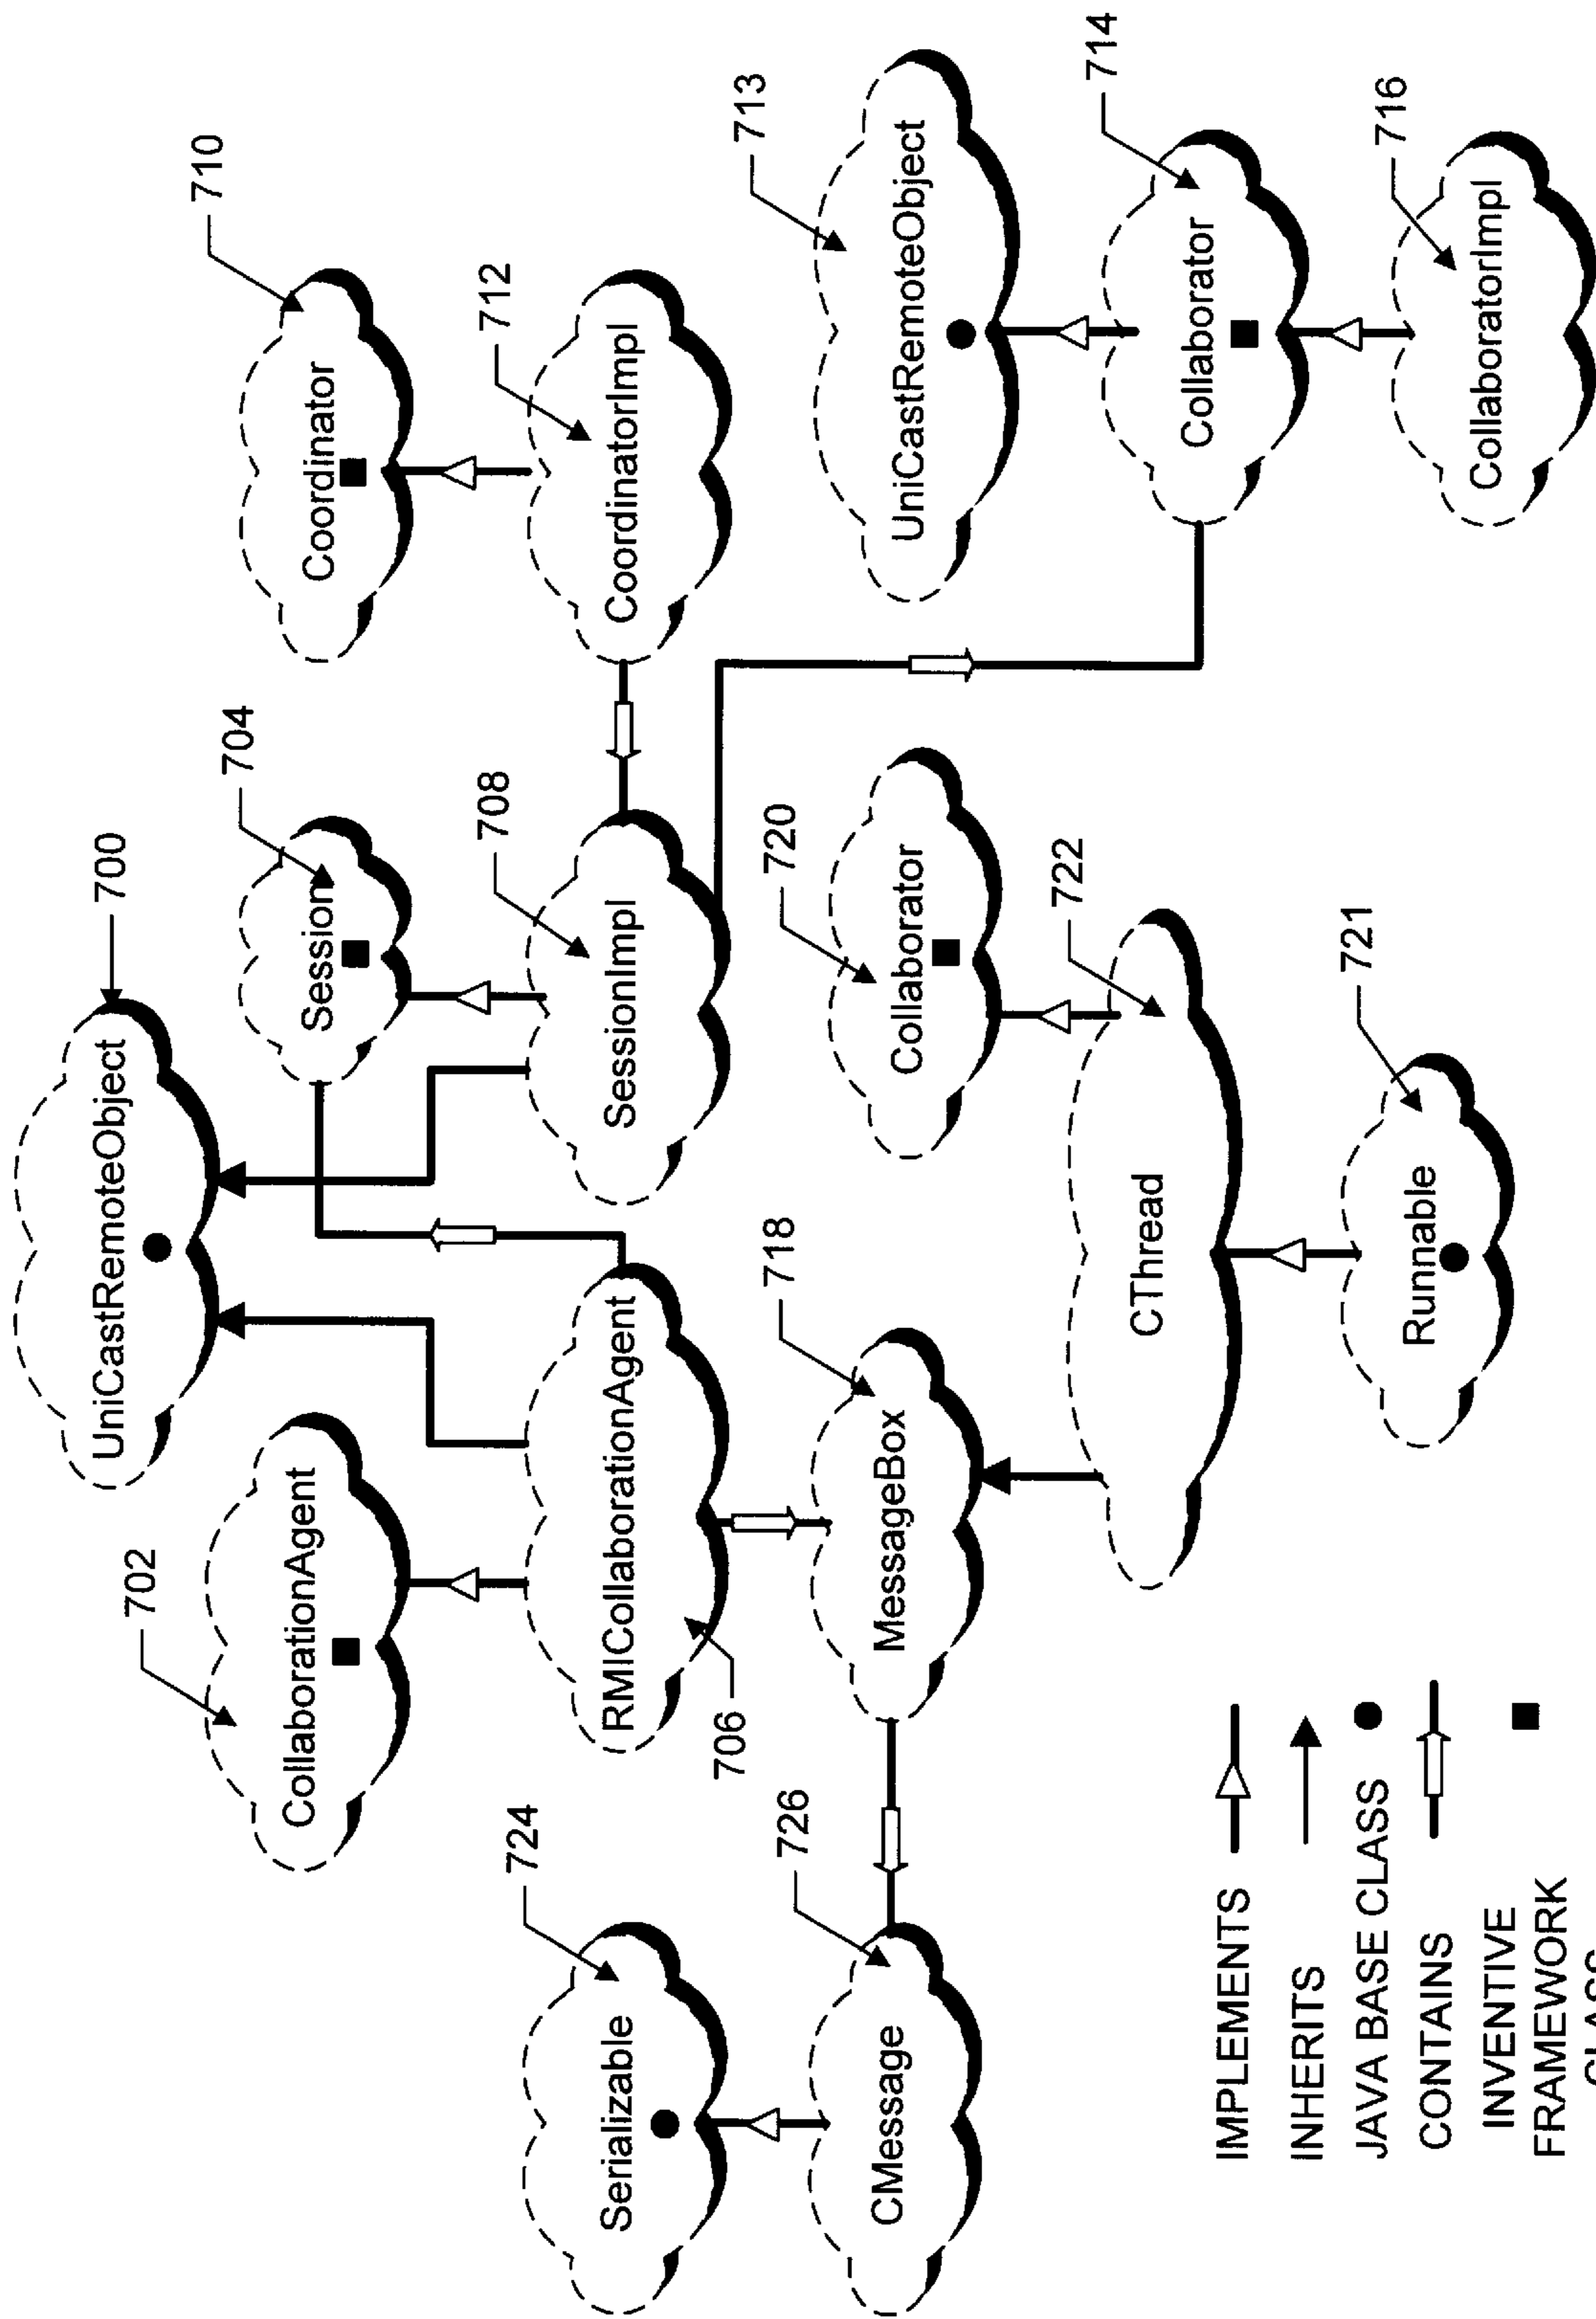 UniCastRemoteObject
700
702
710
704
CollaborationAgent
Session
Coordinator
724
708
712
Serializable
RMICollaborationAgent
SessionImpl
CoordinatorImpl
706
713
726
718
720
CMessage
MessageBox
Collaborator
UniCastRemoteObject
722
714
CThread
Collaborator
721
716
Runnable
CollaboratorImpl
IMPLEMENTS
INHERITS
JAVA BASE CLASS
CONTAINS
INVENTIVE
FRAMEWORK
CLASS